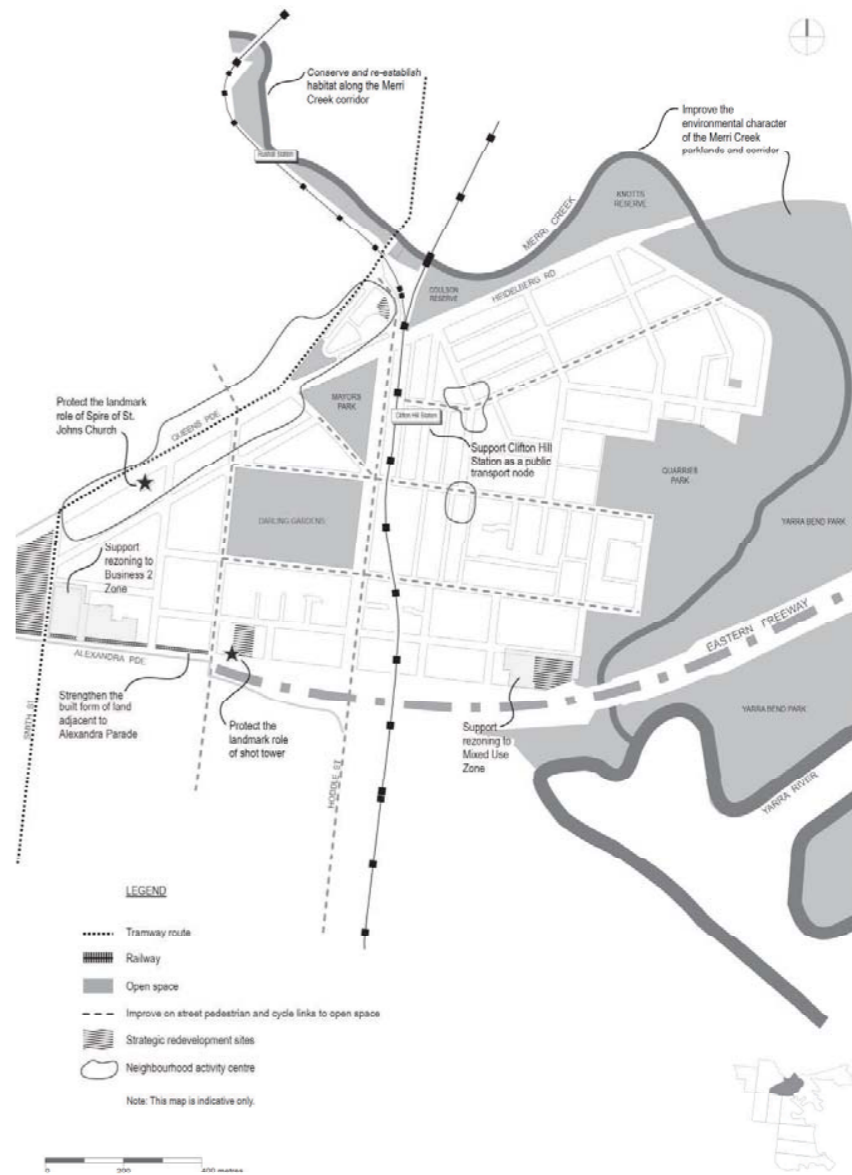 Conserve and re-establish
habitat along the Merri
Creek corridor
Improve the
environmental character
of the Merri Creek
parklands and corridor
Rushall Station
KNOTTS
RESERVE
MERRI CREEK
HEIDELBERG RD
COULSON
RESERVE
Protect the landmark
role of Spire of St.
Johns Church
QUEENS PDE
MAYORS
PARK
Clifton Hill Station
Support Clifton Hill
Station as a public
transport node
QUARRIES
PARK
DARLING GARDENS
YARRA BEND PARK
Support
rezoning to
Business 2
Zone
EASTERN FREEWAY
ALEXANDRA PDE
Strengthen the
built form of land
adjacent to
Alexandra Parade
Protect the
landmark role
of shot tower
Support
rezoning to
Mixed Use
Zone
YARRA BEND PARK
SMITH ST
HODDLE ST
YARRA RIVER
LEGEND
Tramway route
Railway
Open space
Improve on street pedestrian and cycle links to open space
Strategic redevelopment sites
Neighbourhood activity centre
Note: This map is indicative only.
0 200 400 metres